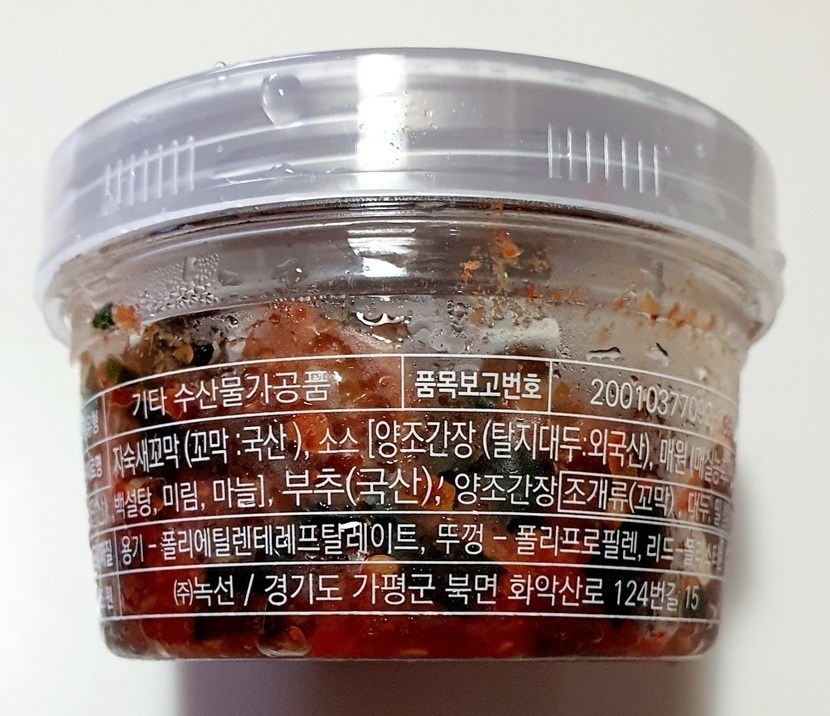 기타 수산물가공품 품목보고번호 20010377092
자숙새꼬막 (꼬막 :국산 ), 소스 [양조간장 (탈지대두:외국산), 매원
백설탕, 미림, 마늘], 부추(국산), 양조간장 조개류(꼬막), 대두,
용기 - 폴리에틸렌테레프탈레이트, 뚜껑 - 폴리프로필렌, 리드-
㈜녹선 / 경기도 가평군 북면 화악산로 124번길 15